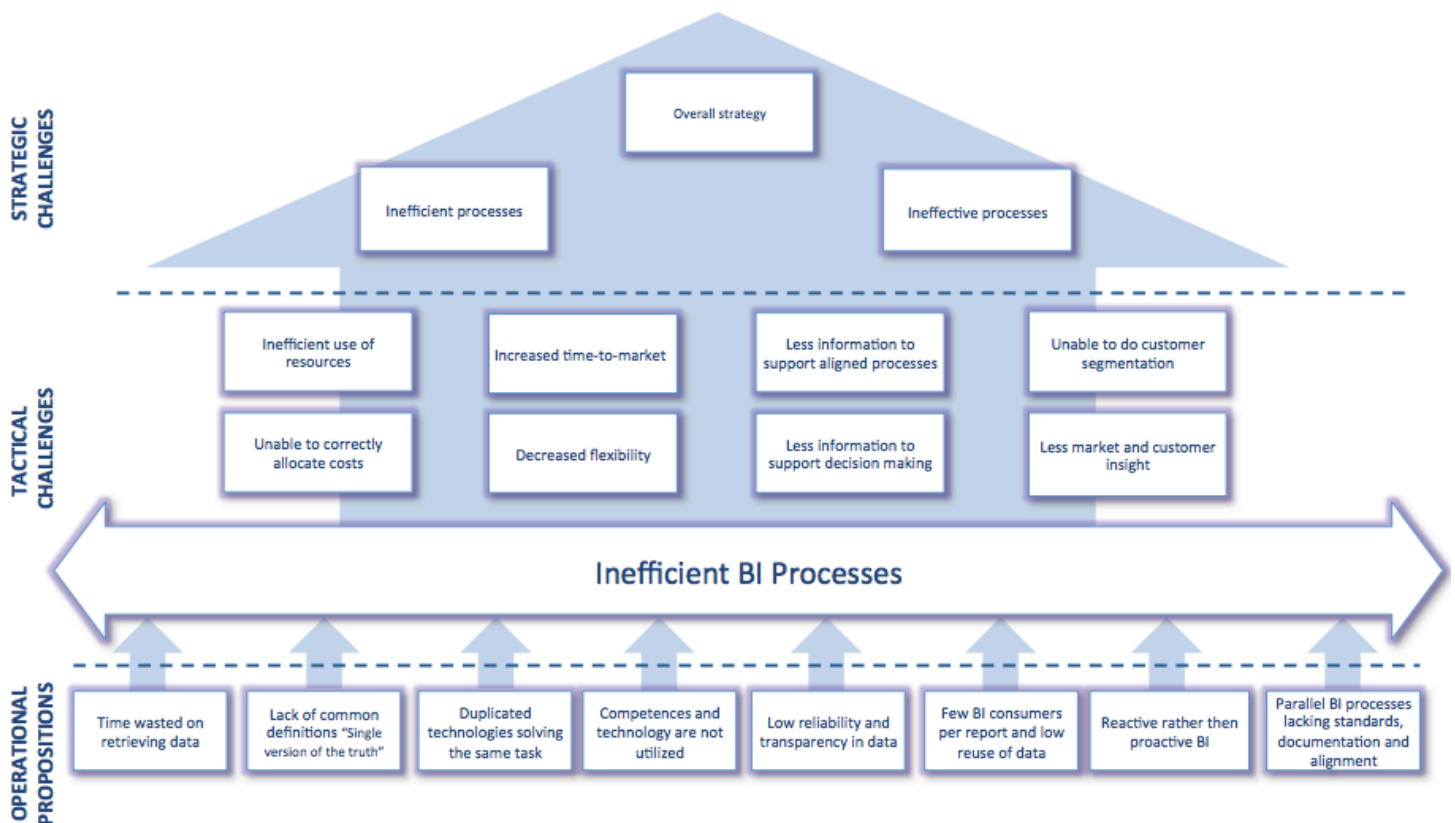 STRATEGIC
CHALLENGES
Overall strategy
Inefficient processes
Ineffective processes
TACTICAL
CHALLENGES
Inefficient use of
resources
Increased time-to-market
Less information to
support aligned processes
Unable to do customer
segmentation
Unable to correctly
allocate costs
Decreased flexibility
Less information to
support decision making
Less market and customer
insight
Inefficient BI Processes
OPERATIONAL
PROPOSITIONS
Time wasted on
retrieving data
Lack of common
definitions “Single
version of the truth”
Duplicated
technologies solving
the same task
Competences and
technology are not
utilized
Low reliability and
transparency in data
Few BI consumers
per report and low
reuse of data
Reactive rather then
proactive BI
Parallel BI processes
lacking standards,
documentation and
alignment